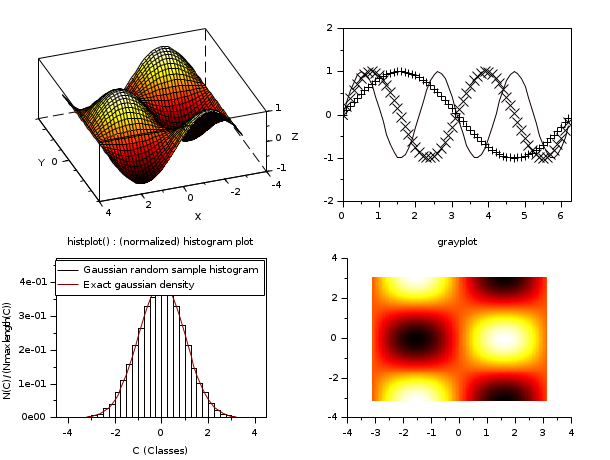 1
0
-1
Z
Y
0
4
2
0
-2
-4
X
2
1
0
-1
-2
0
1
2
3
4
5
6
histplot() : (normalized) histogram plot
Gaussian random sample histogram
Exact gaussian density
N(C)/(Nmax length(C))
4e-01
3e-01
2e-01
1e-01
0e00
-4
-2
0
2
4
C (Classes)
grayplot
4
2
0
-2
-4
-4
-3
-2
-1
0
1
2
3
4